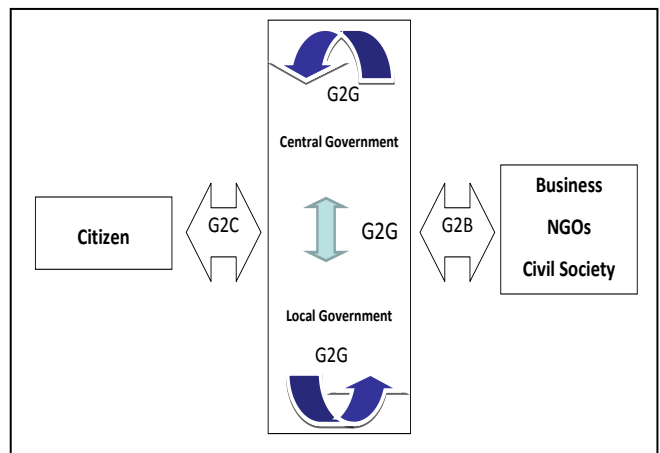 G2G
Central Government
Citizen
G2C
G2G
G2B
Business
NGOs
Civil Society
Local Government
G2G